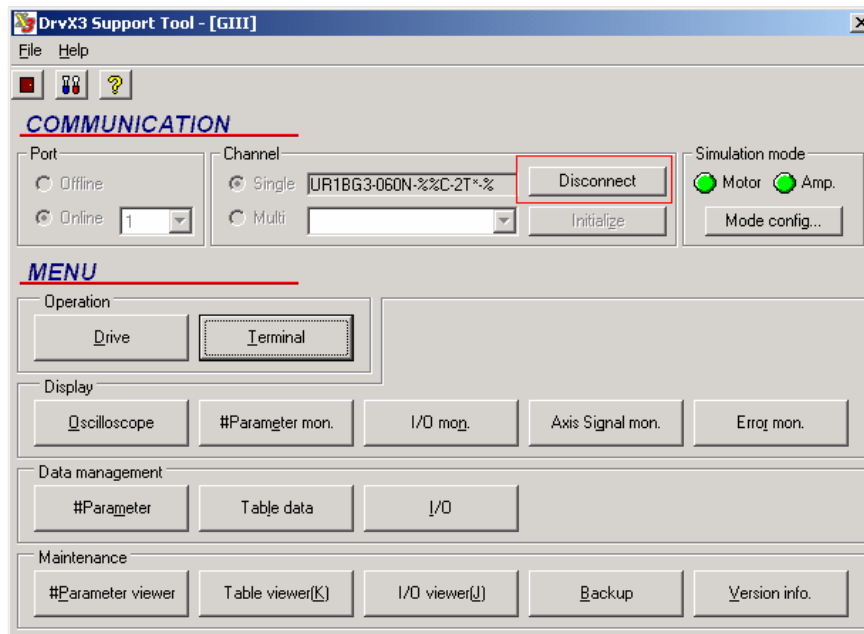 DrvX3 Support Tool - [GIII]
File Help
COMMUNICATION
Port
Offline
Online 1
Channel
Single UR1BG3-060N-%%C-2T*-% Disconnect
Multi Initialize
Simulation mode
Motor Amp.
Mode config...
MENU
Operation
Drive Terminal
Display
Oscilloscope #Parameter mon. I/O mon. Axis Signal mon. Error mon.
Data management
#Parameter Table data I/O
Maintenance
#Parameter viewer Table viewer(K) I/O viewer(J) Backup Version info.